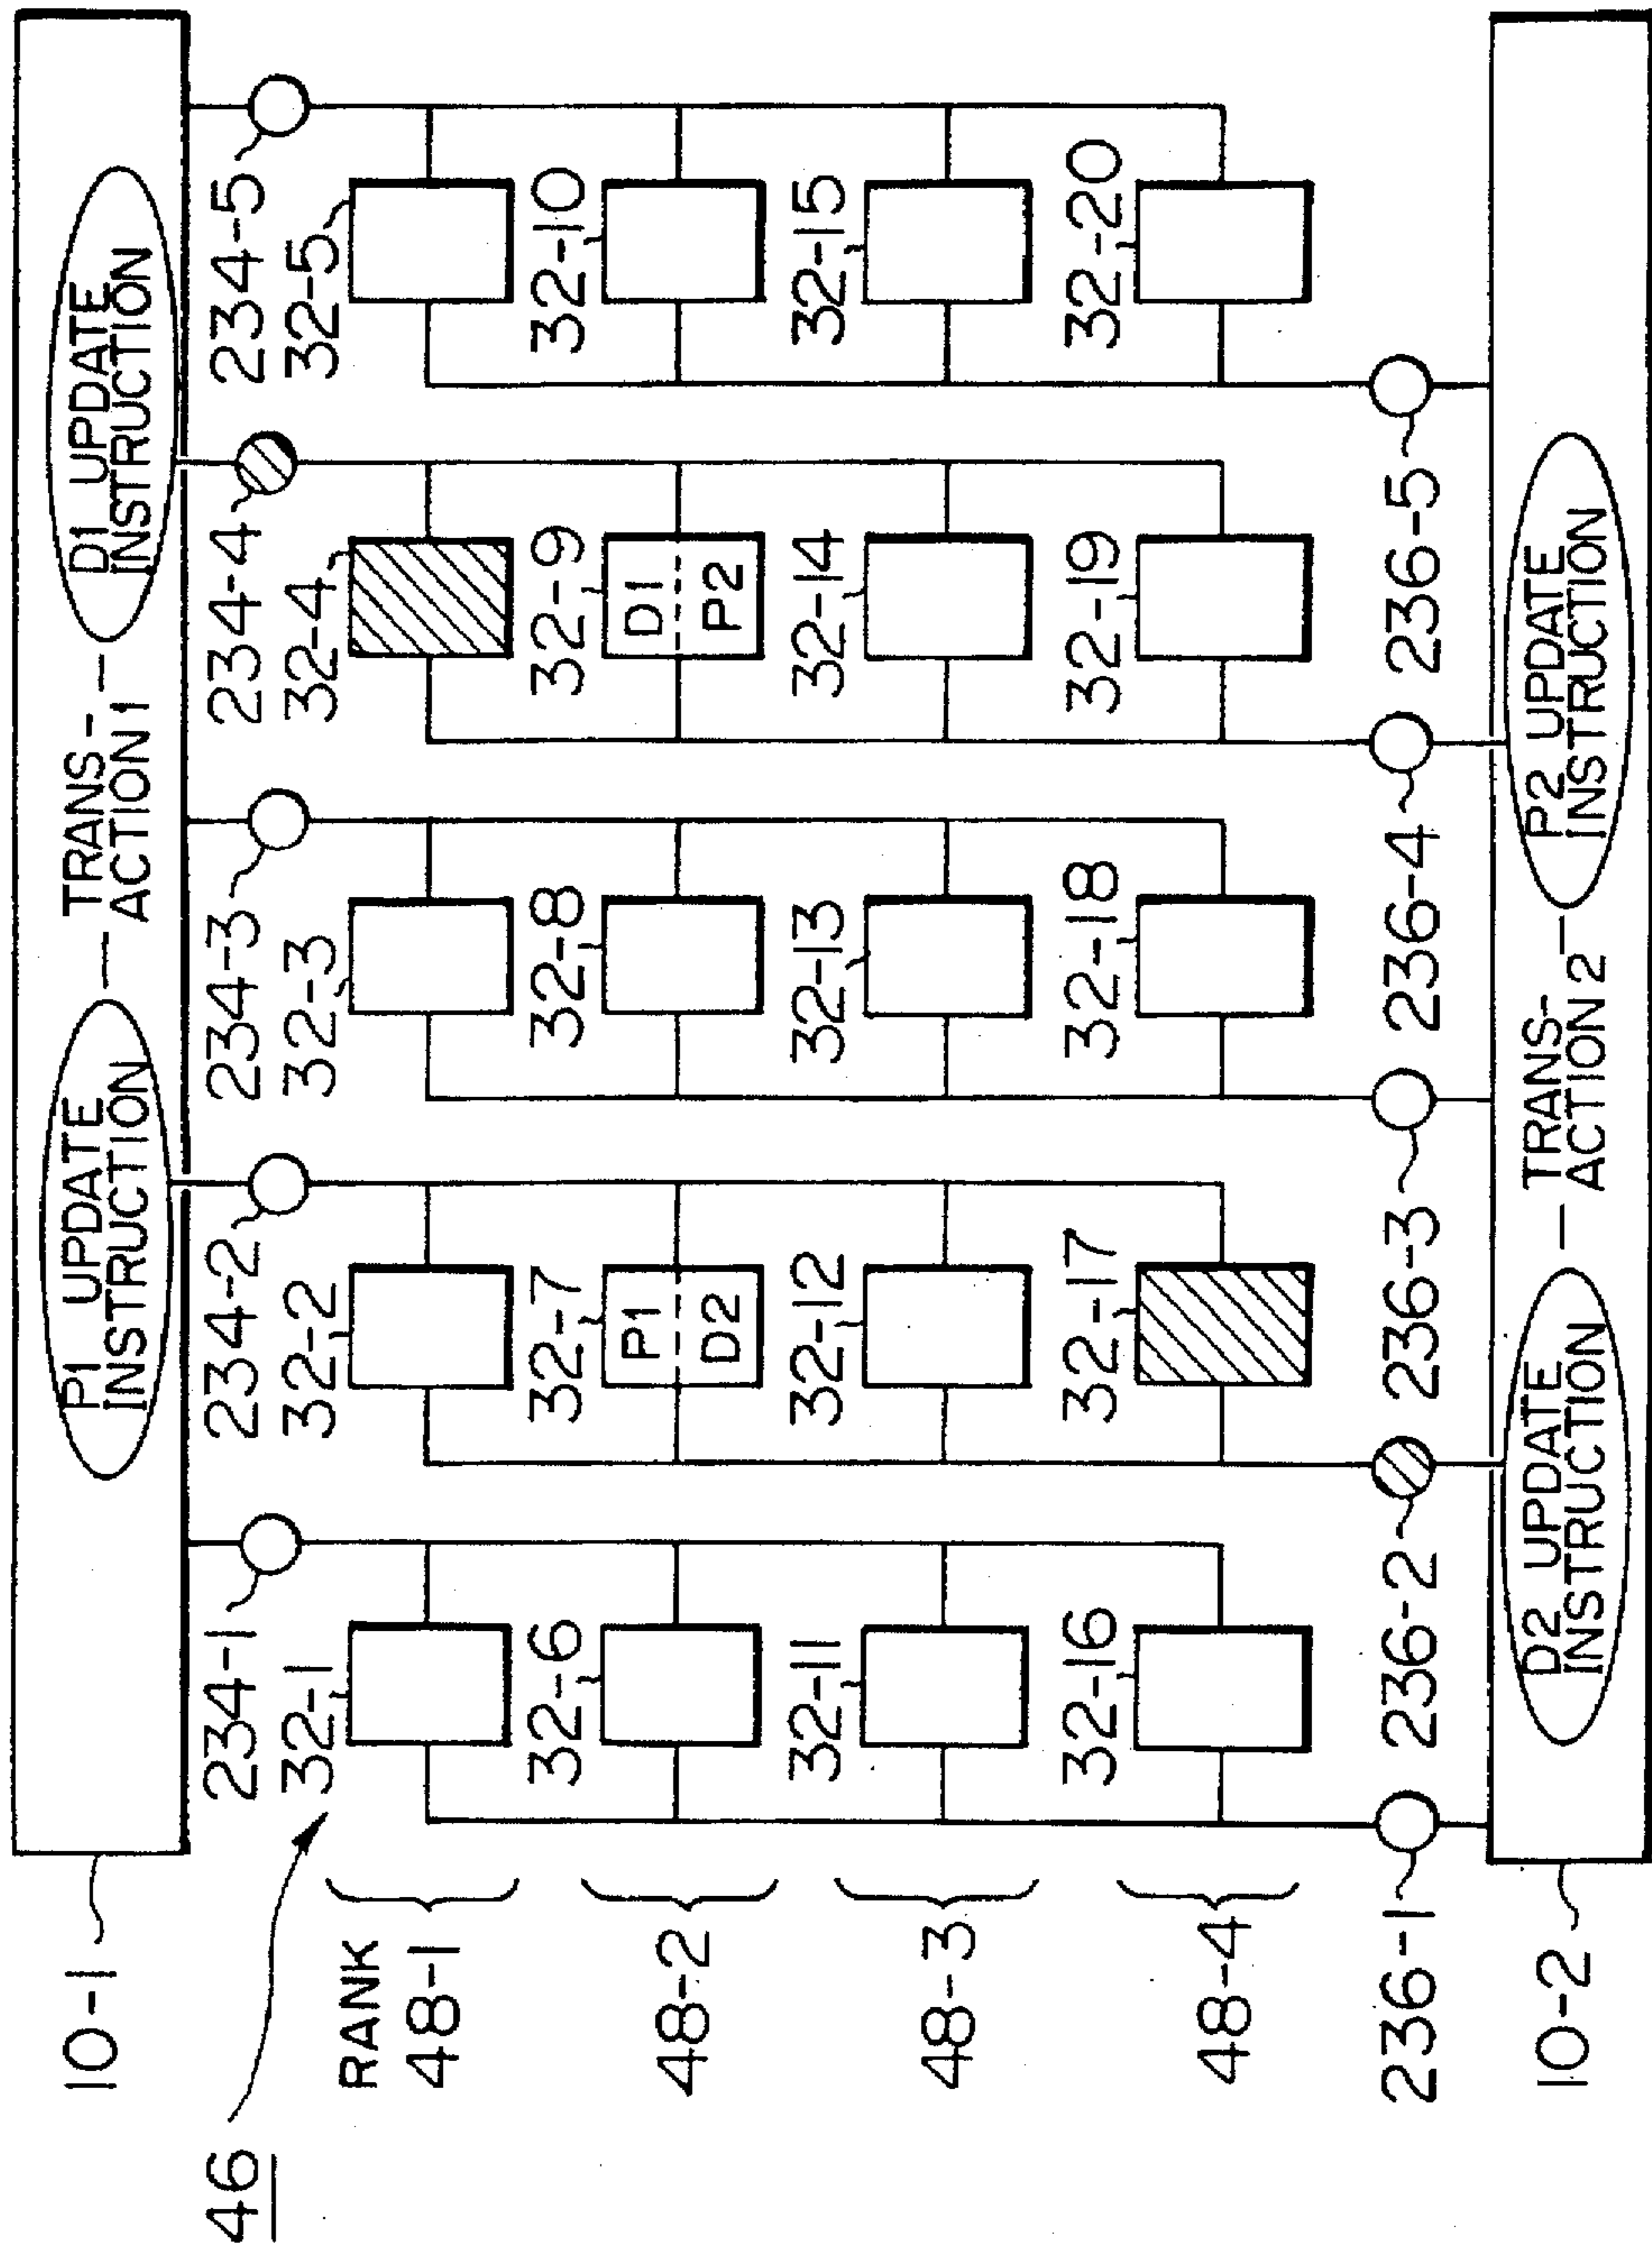 10-1
P1 UPDATE
INSTRUCTION
TRANS-
ACTION 1
D1 UPDATE
INSTRUCTION
46
234-1
234-2
234-3
234-4
234-5
RANK
48-1
32-1
32-2
32-3
32-4
32-5
48-2
32-6
32-7
32-8
32-9
32-10
P1
D2
D1
P2
48-3
32-11
32-12
32-13
32-14
32-15
48-4
32-16
32-17
32-18
32-19
32-20
236-1
236-2
236-3
236-4
236-5
10-2
D2 UPDATE
INSTRUCTION
TRANS-
ACTION 2
P2 UPDATE
INSTRUCTION